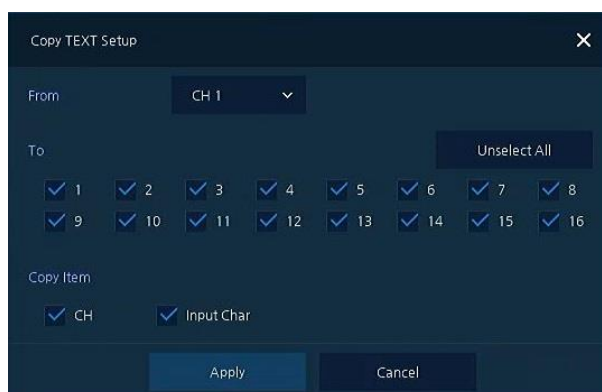 Copy TEXT Setup
From CH 1
To Unselect All
1 2 3 4 5 6 7 8
9 10 11 12 13 14 15 16
Copy Item
CH Input Char
Apply Cancel